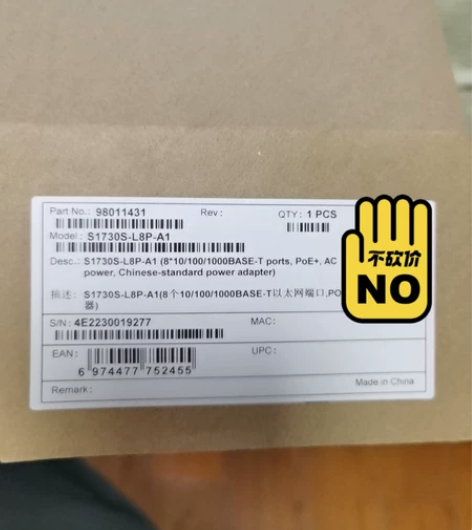 Part No.: 98011431 Rev: QTY: 1 PCS
Model: S1730S-L8P-A1
Desc.: S1730S-L8P-A1 (8*10/100/1000BASE-T ports, PoE+, AC
power, Chinese-standard power adapter)
描述: S1730S-L8P-A1(8个10/100/1000BASE-T以太网端口,PO
器)
S/N: 4E2230019277 MAC:
EAN: UPC:
6 974477 752455
Remark: Made in China
不砍价
NO